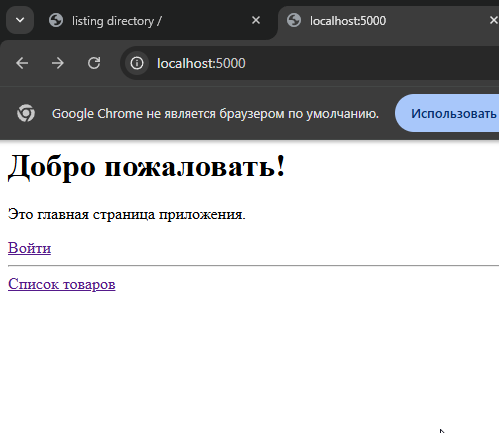 listing directory /
localhost:5000
localhost:5000
Google Chrome не является браузером по умолчанию.
Использовать
Добро пожаловать!
Это главная страница приложения.
Войти
Список товаров